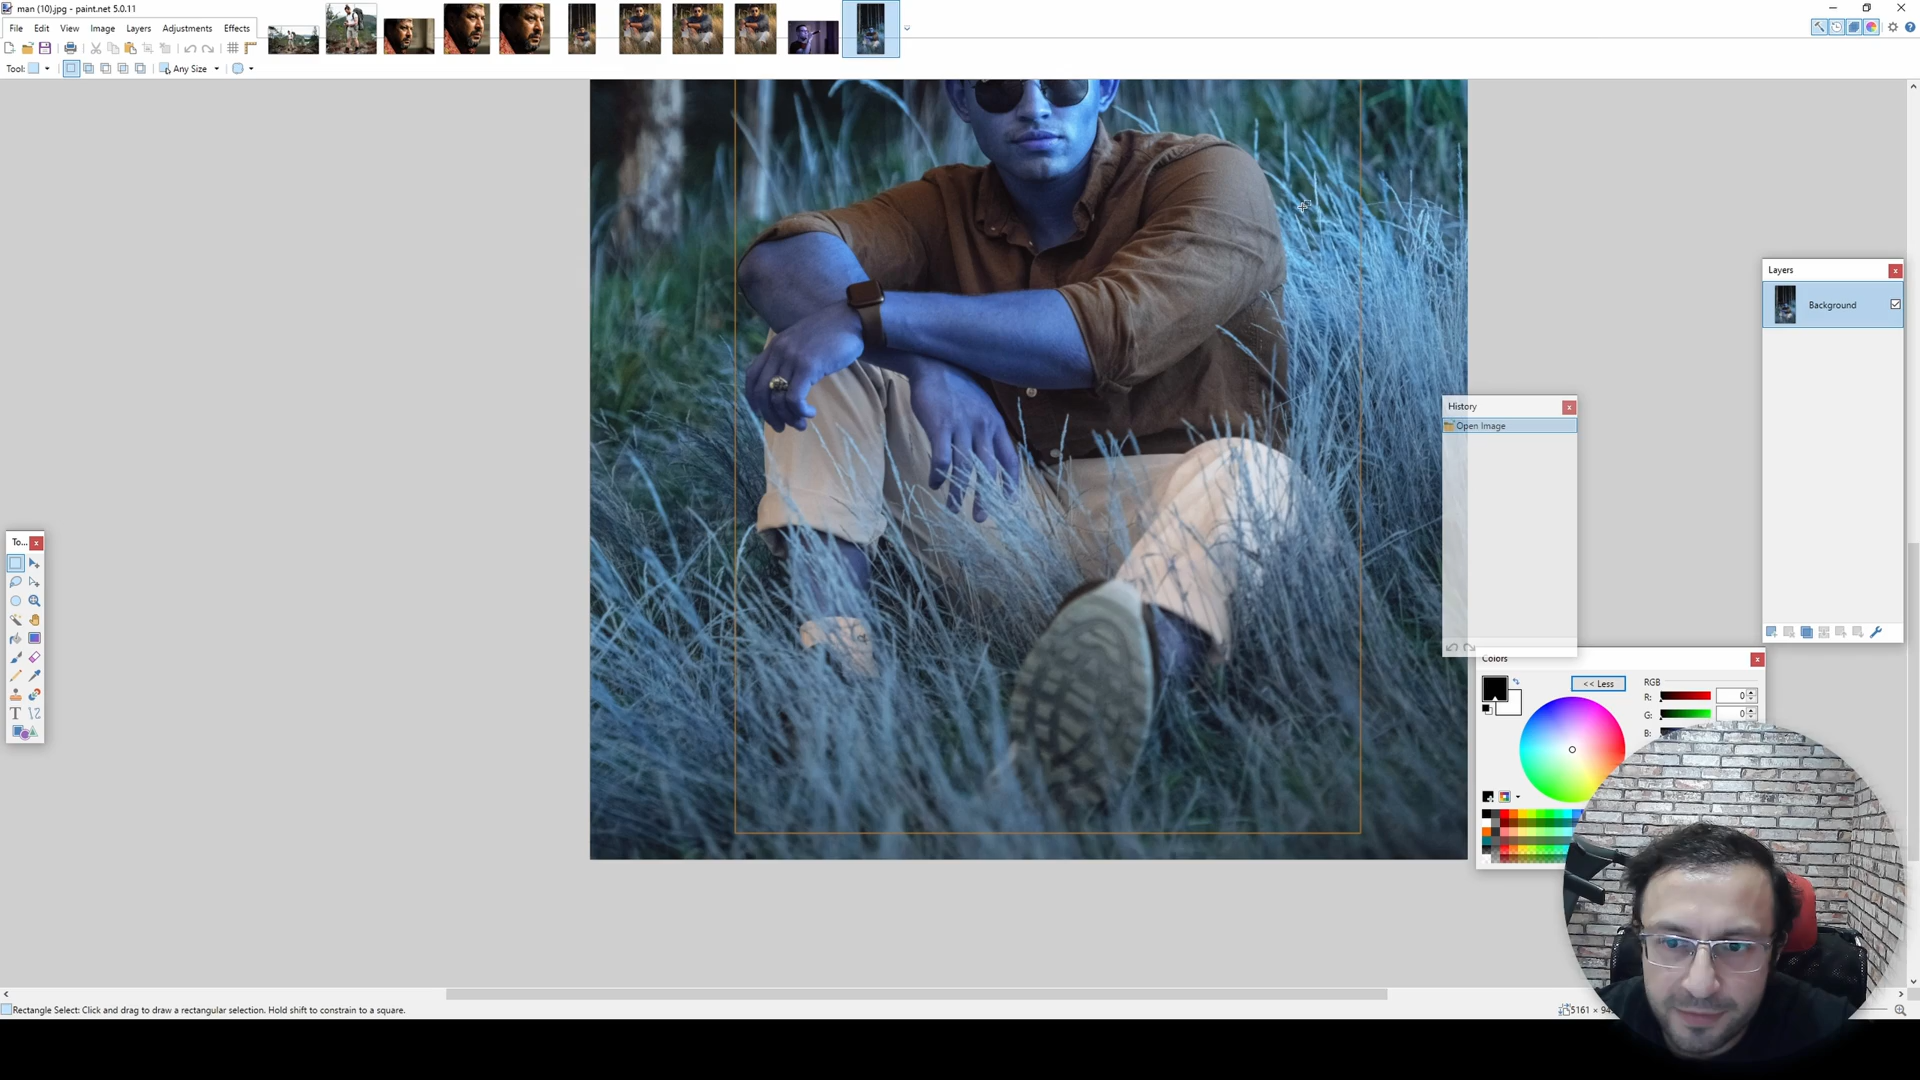 man (10).jpg - paint.net 5.0.11
File Edit View Image Layers Adjustments Effects
Tool: Any Size
Layers
Background
History
Open Image
To...
Colors
<< Less
RGB
R: 0
G: 0
B:
Rectangle Select: Click and drag to draw a rectangular selection. Hold shift to constrain to a square.